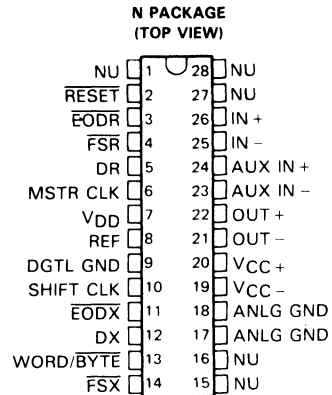 N PACKAGE
(TOP VIEW)
NU 1 28 NU
RESET 2 27 NU
EODR 3 26 IN +
FSR 4 25 IN −
DR 5 24 AUX IN +
MSTR CLK 6 23 AUX IN −
VDD 7 22 OUT +
REF 8 21 OUT −
DGTL GND 9 20 VCC +
SHIFT CLK 10 19 VCC −
EODX 11 18 ANLG GND
DX 12 17 ANLG GND
WORD/BYTE 13 16 NU
FSX 14 15 NU